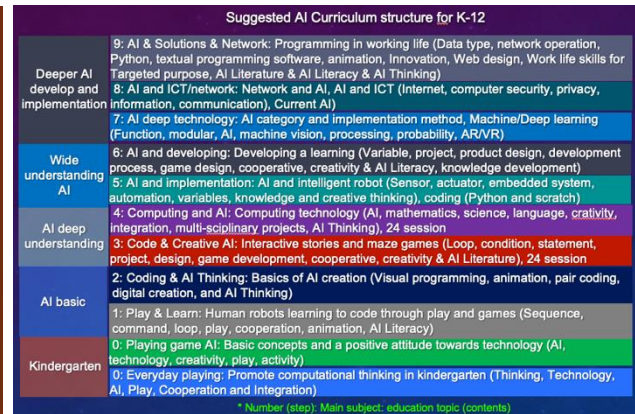 Suggested AI Curriculum structure for K-12
Deeper AI
develop and
implementation
9: AI & Solutions & Network: Programming in working life (Data type, network operation,
Python, textual programming software, animation, Innovation, Web design, Work life skills for
Targeted purpose, AI Literature & AI Literacy & AI Thinking)
8: AI and ICT/network: Network and AI, AI and ICT (Internet, computer security, privacy,
information, communication), Current AI)
7: AI deep technology: AI category and implementation method, Machine/Deep learning
(Function, modular, AI, machine vision, processing, probability, AR/VR)
Wide
understanding
AI
6: AI and developing: Developing a learning (Variable, project, product design, development
process, game design, cooperative, creativity & AI Literacy, knowledge development)
5: AI and implementation: AI and intelligent robot (Sensor, actuator, embedded system,
automation, variables, knowledge and creative thinking), coding (Python and scratch)
AI deep
understanding
4: Computing and AI: Computing technology (AI, mathematics, science, language, crativity,
integration, multi-sciplinary projects, AI Thinking), 24 session
3: Code & Creative AI: Interactive stories and maze games (Loop, condition, statement,
project, design, game development, cooperative, creativity & AI Literature), 24 session
AI basic
2: Coding & AI Thinking: Basics of AI creation (Visual programming, animation, pair coding,
digital creation, and AI Thinking)
1: Play & Learn: Human robots learning to code through play and games (Sequence,
command, loop, play, cooperation, animation, AI Literacy)
Kindergarten
0: Playing game AI: Basic concepts and a positive attitude towards technology (AI,
technology, creativity, play, activity)
0: Everyday playing: Promote computational thinking in kindergarten (Thinking, Technology,
AI, Play, Cooperation and Integration)
* Number (step): Main subject: education topic (contents)